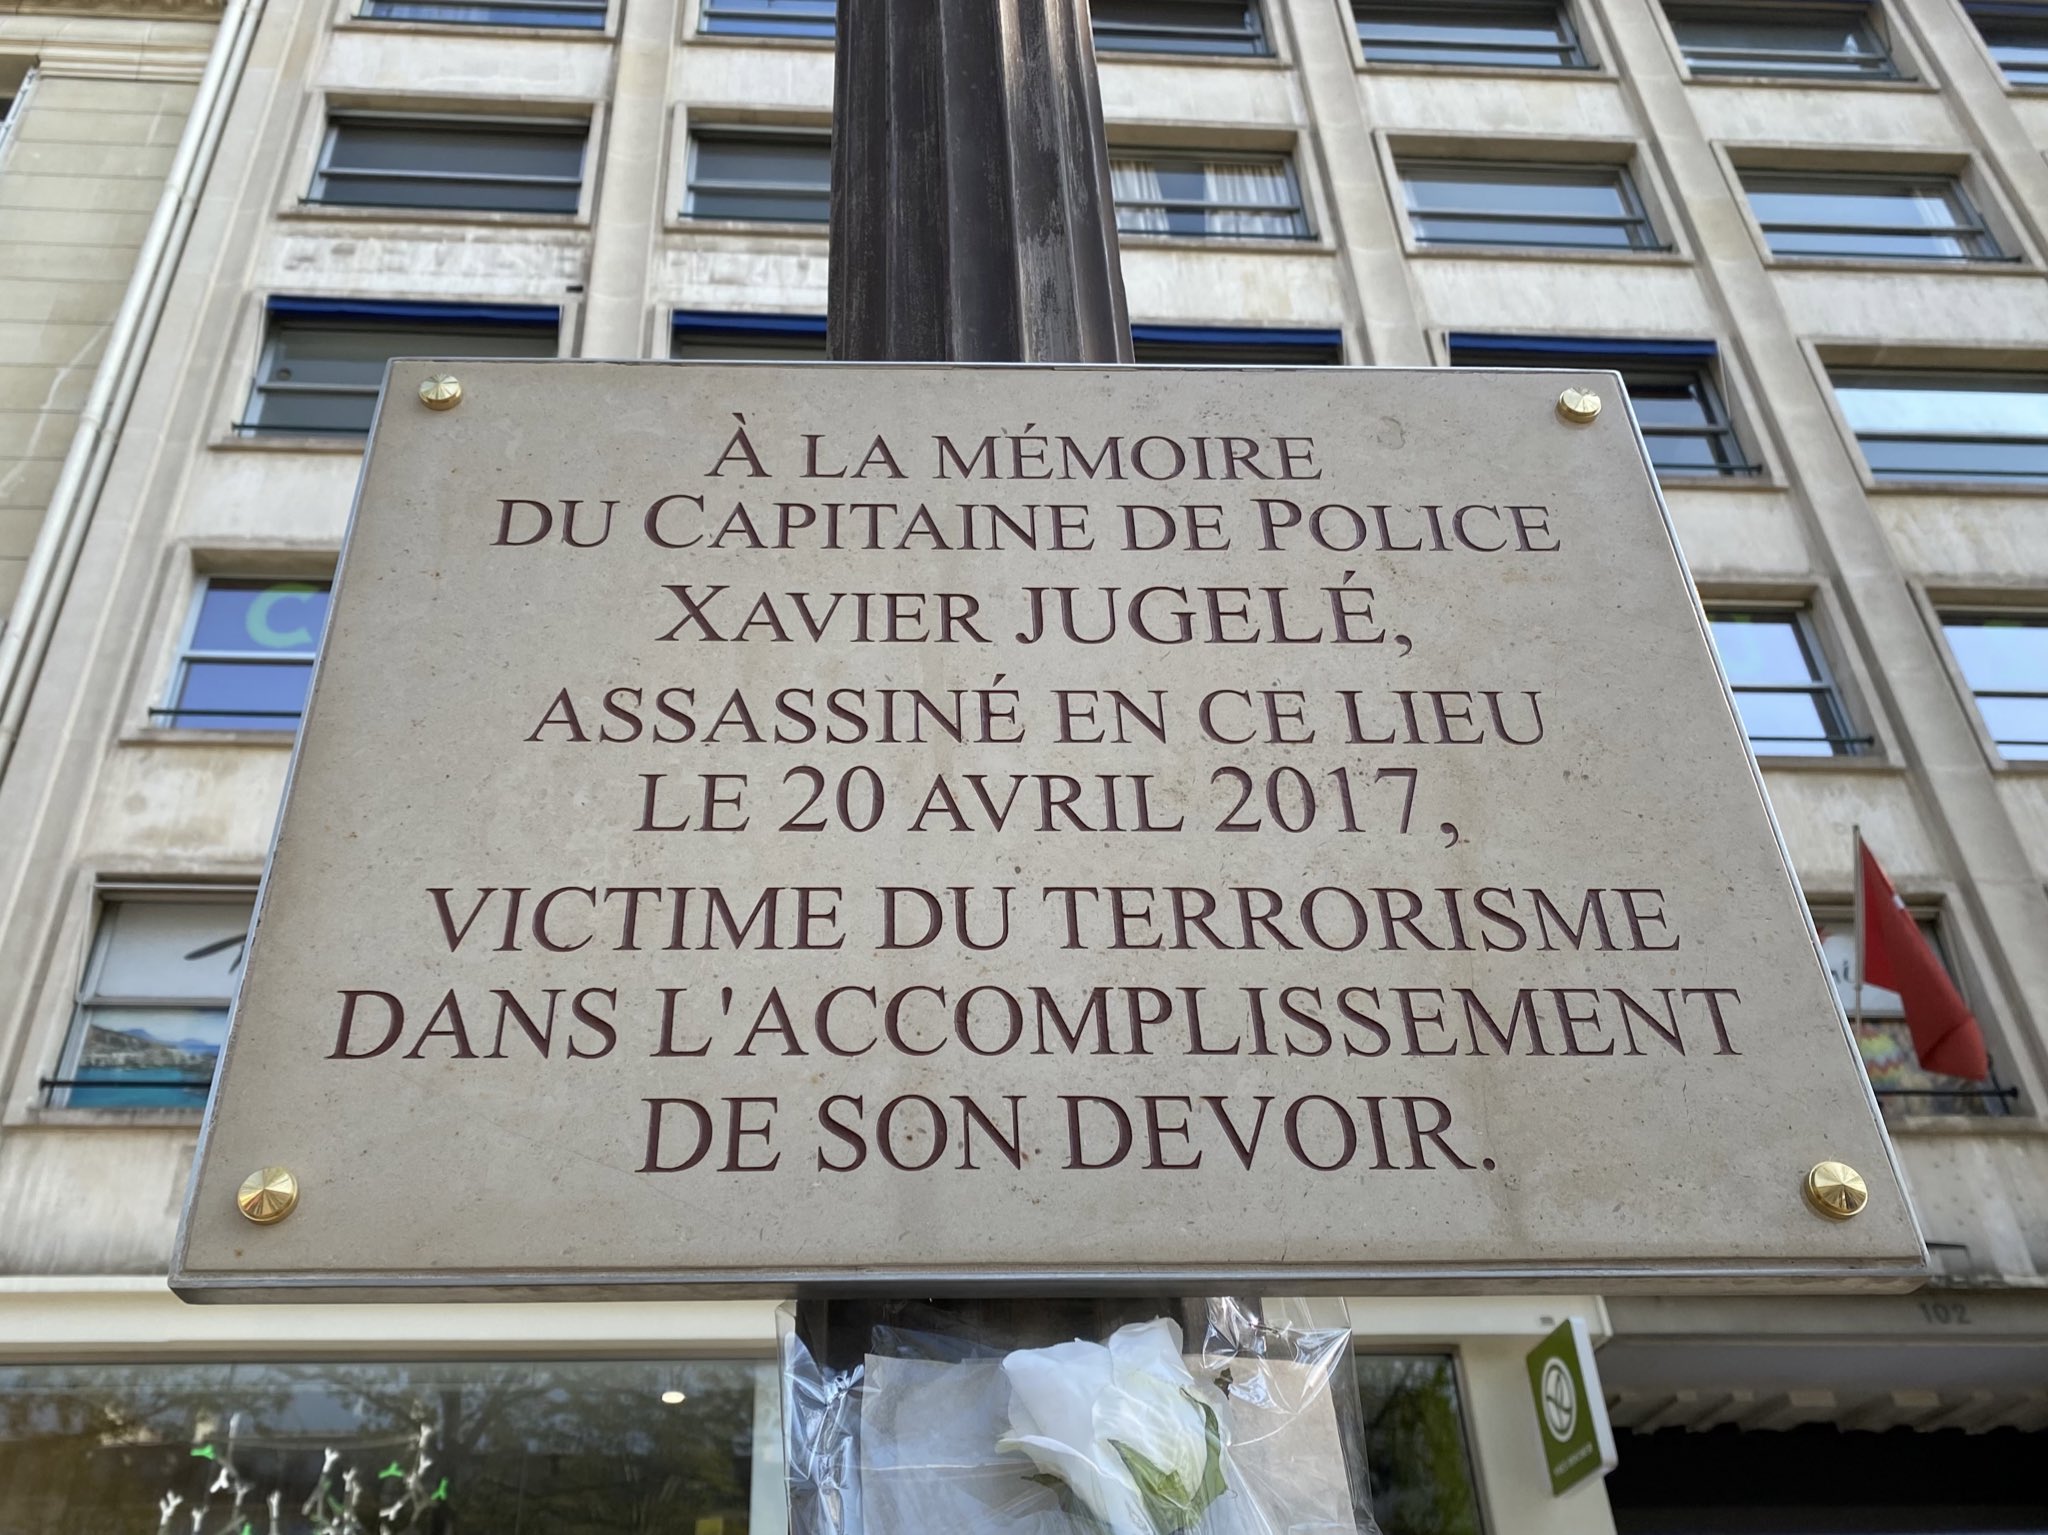 À LA MÉMOIRE
DU CAPITAINE DE POLICE
XAVIER JUGELÉ,
ASSASSINÉ EN CE LIEU
LE 20 AVRIL 2017,
VICTIME DU TERRORISME
DANS L'ACCOMPLISSEMENT
DE SON DEVOIR.
102